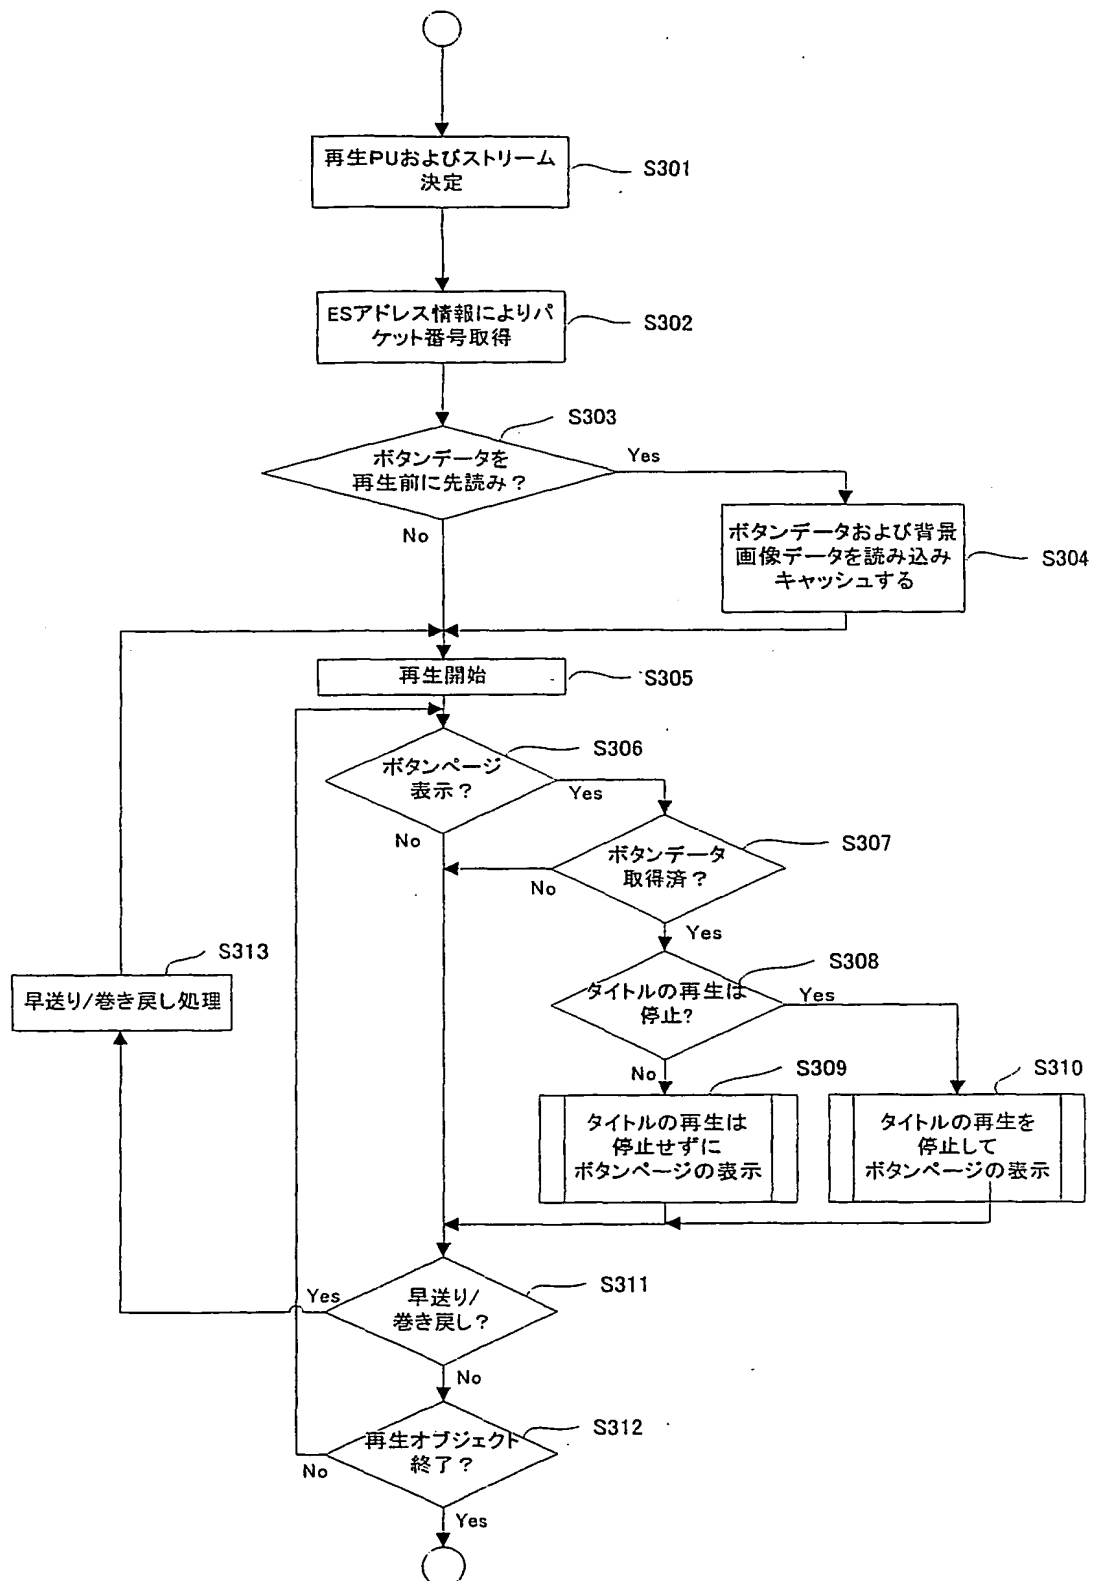 再生PUおよびストリーム
決定
S301
ESアドレス情報によりパ
ケット番号取得
S302
S303
ボタンデータを
再生前に先読み？
Yes
No
ボタンデータおよび背景
画像データを読み込み
キャッシュする
S304
再生開始
S305
S306
ボタンページ
表示？
Yes
No
S307
ボタンデータ
取得済？
No
Yes
S313
早送り/巻き戻し処理
S308
タイトルの再生は
停止?
Yes
No
S309
タイトルの再生は
停止せずに
ボタンページの表示
S310
タイトルの再生を
停止して
ボタンページの表示
S311
早送り/
巻き戻し？
Yes
No
S312
再生オブジェクト
終了？
No
Yes